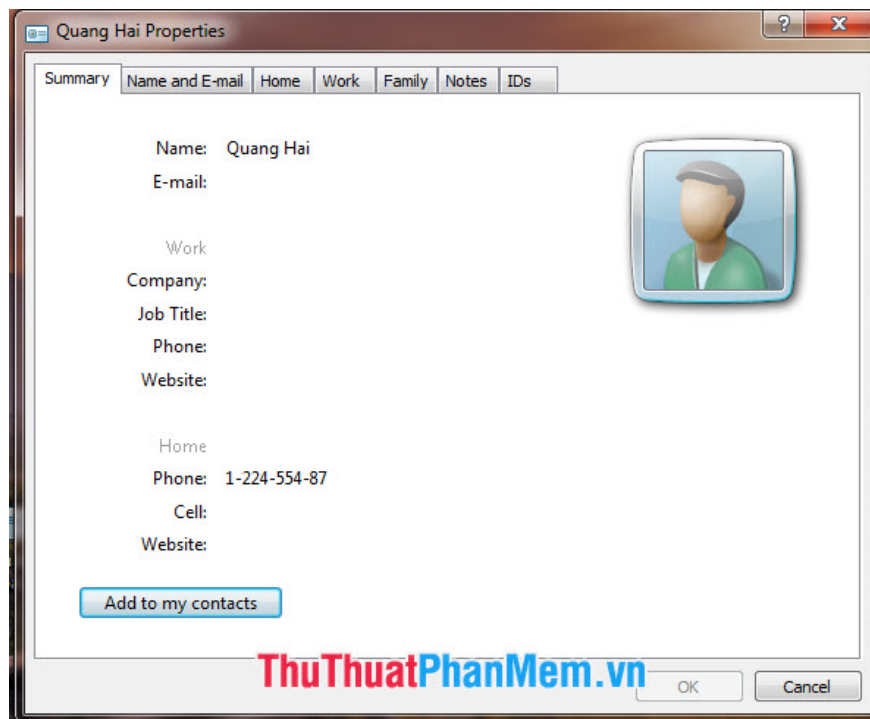 Quang Hai Properties
Summary Name and E-mail Home Work Family Notes IDs
Name: Quang Hai
E-mail:
Work
Company:
Job Title:
Phone:
Website:
Home
Phone: 1-224-554-87
Cell:
Website:
Add to my contacts
ThuThuatPhanMem.vn
OK Cancel